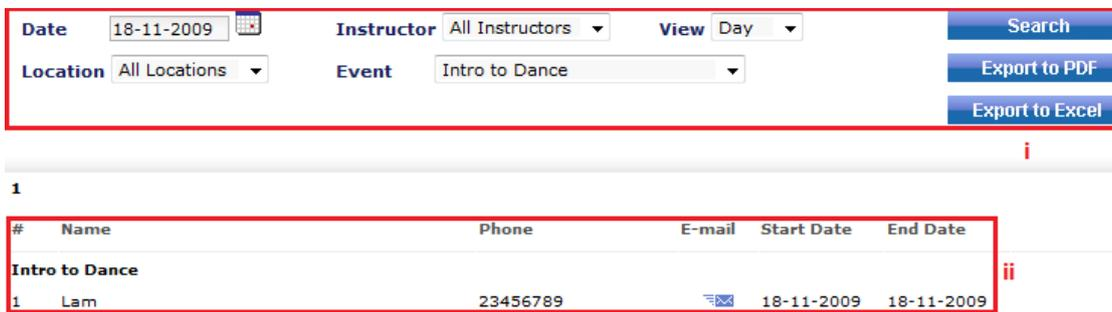 Date 18-11-2009 Instructor All Instructors View Day Search
Location All Locations Event Intro to Dance Export to PDF
Export to Excel
i
1
# Name Phone E-mail Start Date End Date
Intro to Dance ii
1 Lam 23456789 18-11-2009 18-11-2009